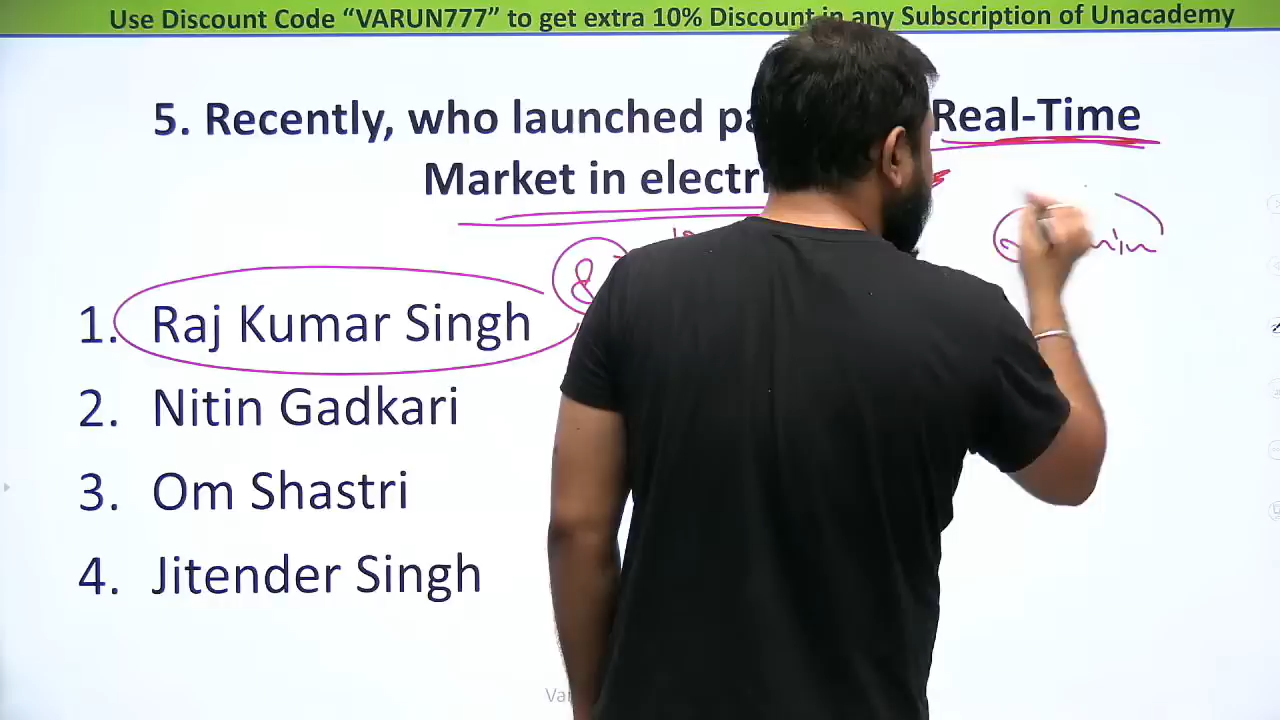 Use Discount Code “VARUN777” to get extra 10% Discount in any Subscription of Unacademy
5. Recently, who launched Real-Time
Market in
1. Raj Kumar Singh
2. Nitin Gadkari
3. Om Shastri
4. Jitender Singh